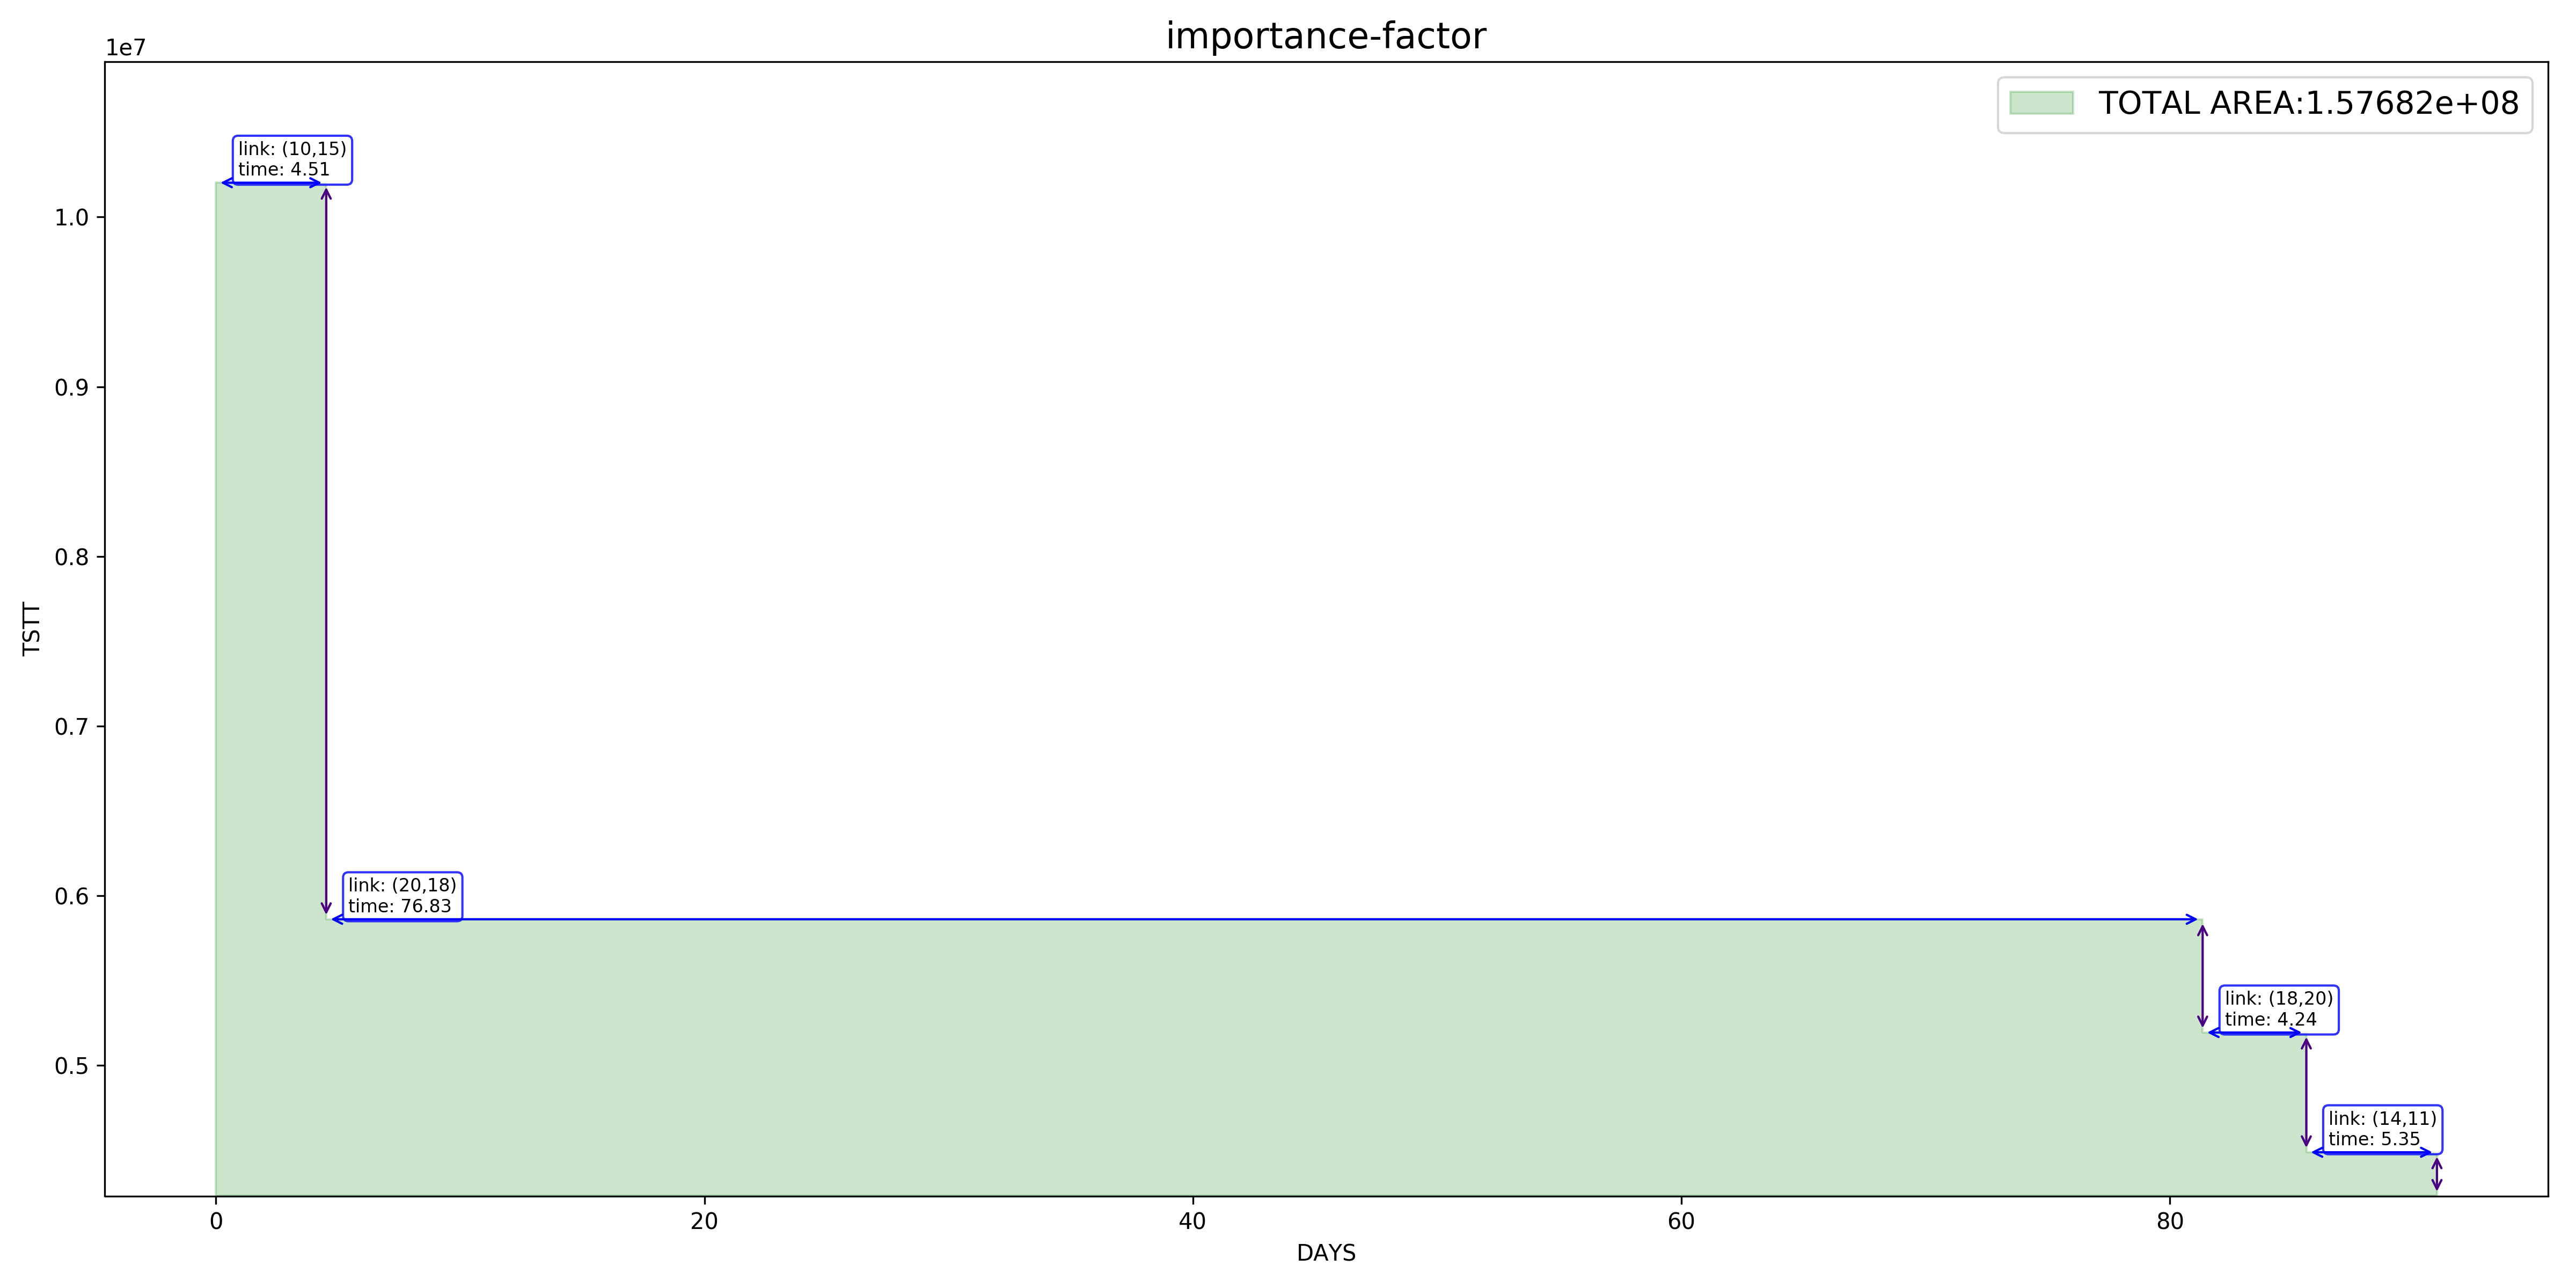 importance-factor
1e7
TOTAL AREA:1.57682e+08
link: (10,15)
time: 4.51
1.0
0.9
0.8
0.7
0.6
0.5
TSTT
link: (20,18)
time: 76.83
link: (18,20)
time: 4.24
link: (14,11)
time: 5.35
0
20
40
60
80
DAYS